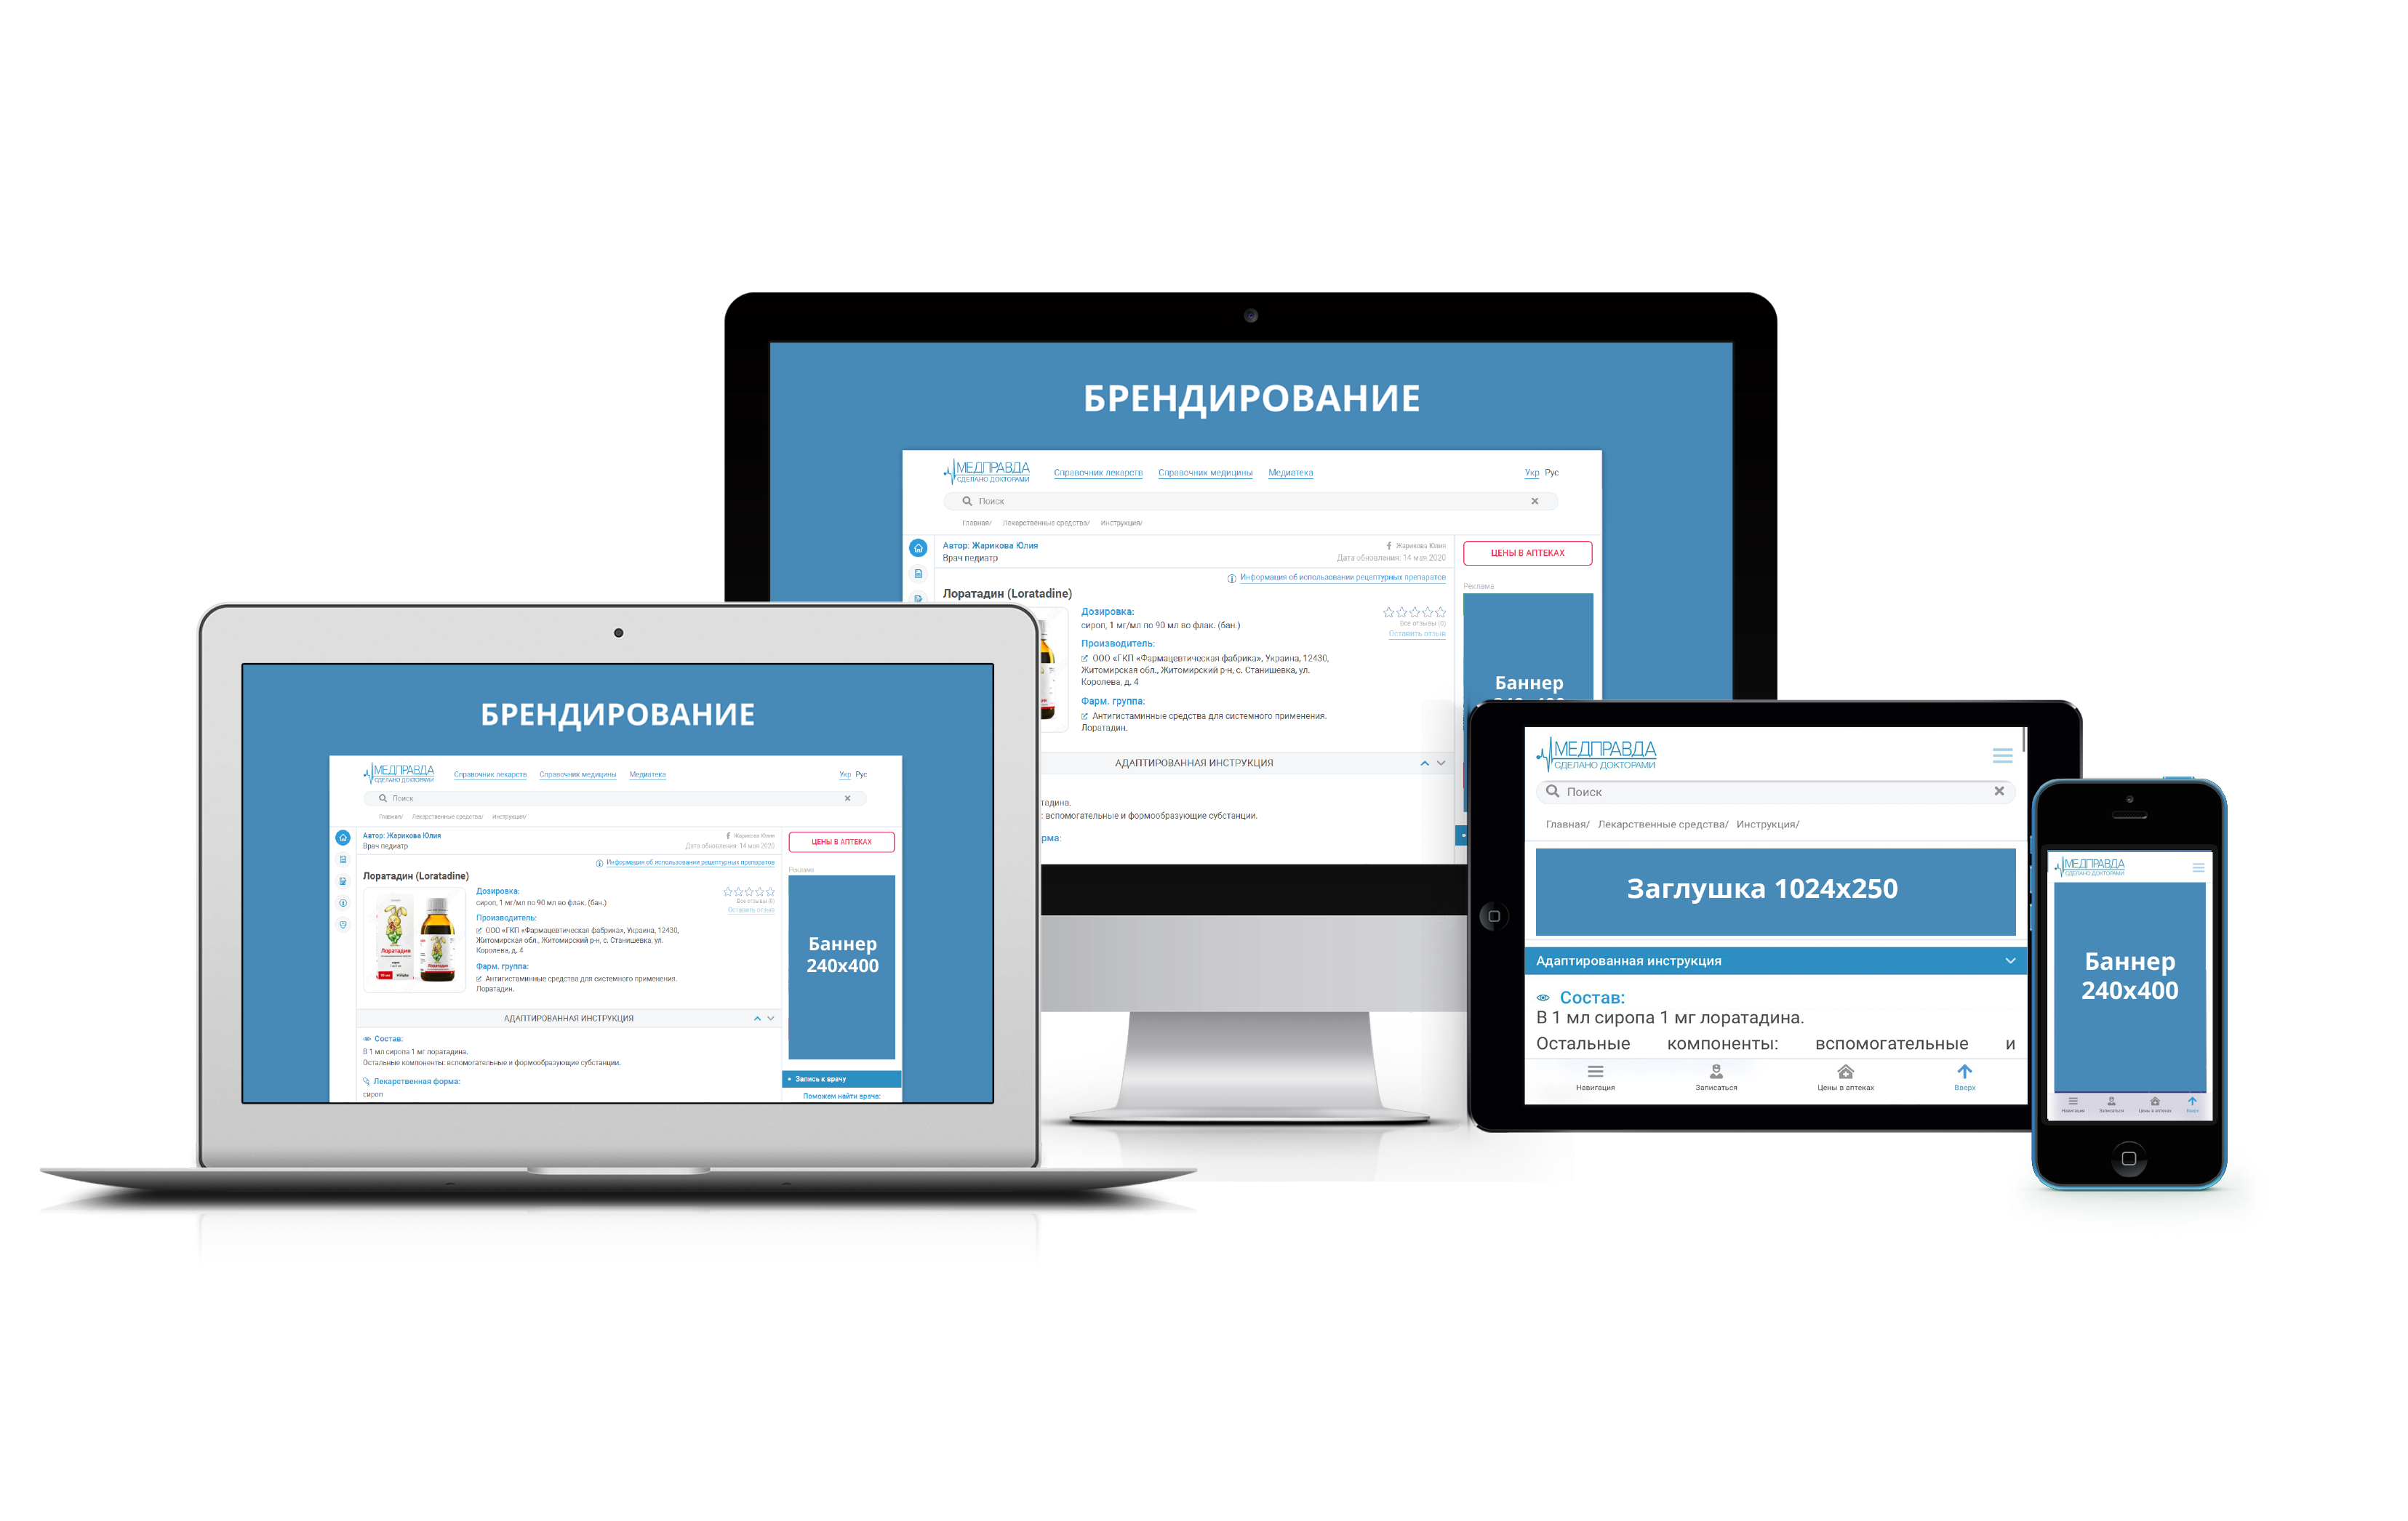 БРЕНДИРОВАНИЕ
МЕДПРАВДА
СДЕЛАНО ДОКТОРАМИ
Справочник лекарств Справочник медицины Медиатека
Укр Рус
Поиск
Главная/ Лекарственные средства/ Инструкция/
Автор: Жарикова Юлия
Врач педиатр
Жарикова Юлия
Дата обновления: 14 мая 2020
ЦЕНЫ В АПТЕКАХ
Информация об использовании рецептурных препаратов
Реклама
Лоратадин (Loratadine)
Дозировка:
сироп, 1 мг/мл по 90 мл во флак. (бан.)
Все отзывы (0)
Оставить отзыв
Производитель:
ООО «ГКП «Фармацевтическая фабрика», Украина, 12430,
Житомирская обл., Житомирский р-н, с. Станишевка, ул.
Королева, д. 4
Фарм. группа:
Антигистаминные средства для системного применения.
Лоратадин.
Баннер
АДАПТИРОВАННАЯ ИНСТРУКЦИЯ
тадина.
: вспомогательные и формообразующие субстанции.
рма:
БРЕНДИРОВАНИЕ
МЕДПРАВДА
СДЕЛАНО ДОКТОРАМИ
Справочник лекарств Справочник медицины Медиатека
Укр Рус
Поиск
Главная/ Лекарственные средства/ Инструкция/
Автор: Жарикова Юлия
Врач педиатр
Жарикова Юлия
Дата обновления: 14 мая 2020
ЦЕНЫ В АПТЕКАХ
Информация об использовании рецептурных препаратов
Реклама
Лоратадин (Loratadine)
Лоратадин
Дозировка:
сироп, 1 мг/мл по 90 мл во флак. (бан.)
Все отзывы (0)
Оставить отзыв
Производитель:
ООО «ГКП «Фармацевтическая фабрика», Украина, 12430,
Житомирская обл., Житомирский р-н, с. Станишевка, ул.
Королева, д. 4
Фарм. группа:
Антигистаминные средства для системного применения.
Лоратадин.
Баннер
240x400
АДАПТИРОВАННАЯ ИНСТРУКЦИЯ
Состав:
В 1 мл сиропа 1 мг лоратадина.
Остальные компоненты: вспомогательные и формообразующие субстанции.
Лекарственная форма:
сироп
Запись к врачу
Поможем найти врача:
МЕДПРАВДА
СДЕЛАНО ДОКТОРАМИ
Поиск
Главная/ Лекарственные средства/ Инструкция/
Заглушка 1024x250
Адаптированная инструкция
Состав:
В 1 мл сиропа 1 мг лоратадина.
Остальные компоненты: вспомогательные и
Навигация Записаться Цены в аптеках Вверх
МЕДПРАВДА
СДЕЛАНО ДОКТОРАМИ
Баннер
240x400
Навигация Записаться Цены в аптеках Вверх